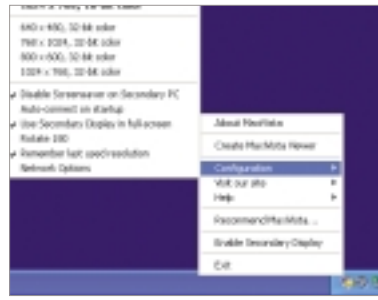 640 x 480, 32-bit color
768 x 1024, 32-bit color
800 x 600, 32-bit color
1024 x 768, 32-bit color
Disable Screensaver on Secondary PC
Auto-connect on startup
Use Secondary Display in full-screen
Rotate 180
Remember last used resolution
Network Options
About MaxiVista
Create MaxiVista Viewer
Configuration
Visit our site
Help
Recommend MaxiVista ...
Enable Secondary Display
Exit